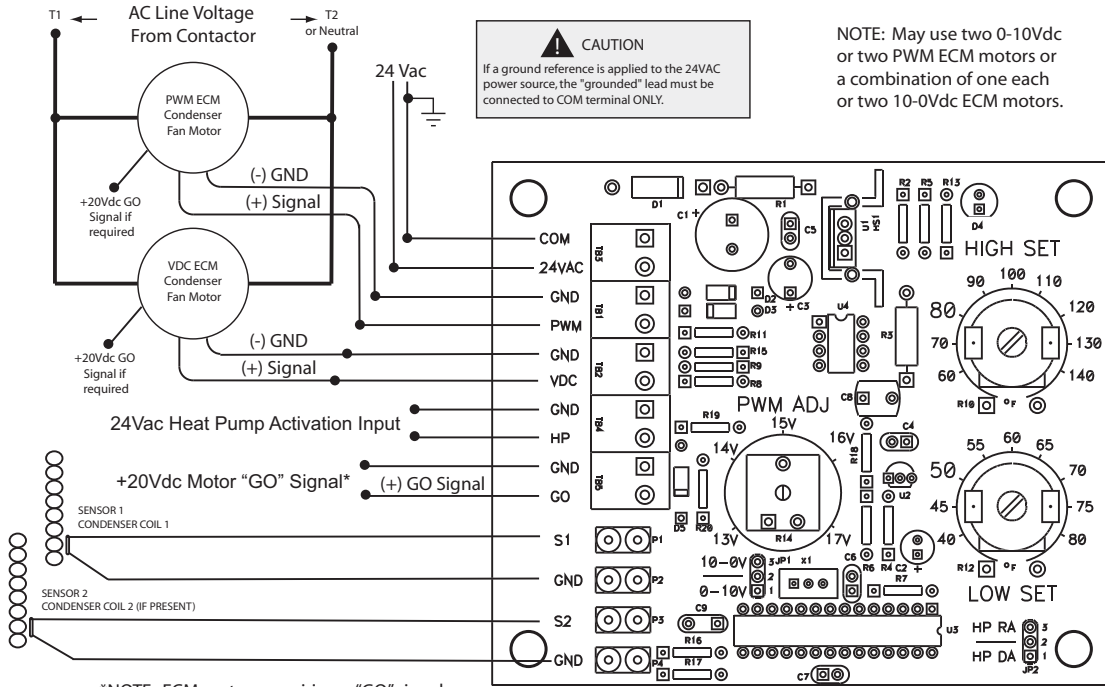 T1
AC Line Voltage
From Contactor
T2
or Neutral
24 Vac
CAUTION
If a ground reference is applied to the 24VAC
power source, the "grounded" lead must be
connected to COM terminal ONLY.
NOTE: May use two 0-10Vdc
or two PWM ECM motors or
a combination of one each
or two 10-0Vdc ECM motors.
PWM ECM
Condenser
Fan Motor
+20Vdc GO
Signal if
required
(-) GND
(+) Signal
VDC ECM
Condenser
Fan Motor
+20Vdc GO
Signal if
required
(-) GND
(+) Signal
24Vac Heat Pump Activation Input
+20Vdc Motor “GO” Signal*
(+) GO Signal
SENSOR 1
CONDENSER COIL 1
SENSOR 2
CONDENSER COIL 2 (IF PRESENT)
COM
24VAC
GND
PWM
GND
VDC
GND
HP
GND
GO
S1
GND
S2
GND
TB3
TB1
TB2
TB4
TB5
P1
P2
P3
P4
D1
R1
C1 +
C5
U1
HS1
R2 R5 R13
D4
D2
D3
+ C3
U4
R3
R11
R15
R9
R8
C8
R19
C4
R18
U2
D5
R20
R14
PWM ADJ
13V
14V
15V
16V
17V
R6
R4
C2
+
R7
C6
10-0V
0-10V
JP1
3
2
1
X1
C9
R16
R17
C7
U3
HIGH SET
60
70
80
90
100
110
120
130
140
R10
°F
40
45
50
55
60
65
70
75
80
R12
°F
LOW SET
HP RA
HP DA
3
2
1
JP2